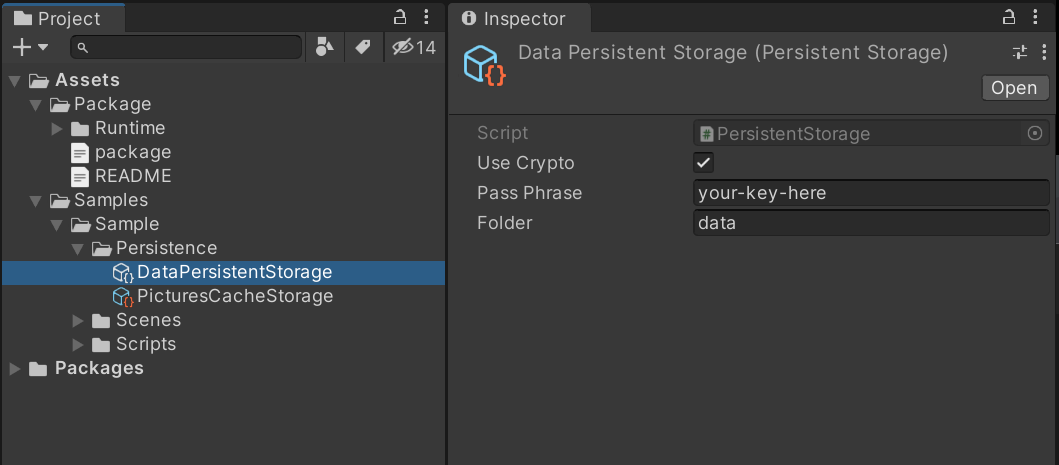 Project
14
Assets
Package
Runtime
package
README
Samples
Sample
Persistence
DataPersistentStorage
PicturesCacheStorage
Scenes
Scripts
Packages
Inspector
Data Persistent Storage (Persistent Storage)
Open
Script
PersistentStorage
Use Crypto
Pass Phrase
your-key-here
Folder
data